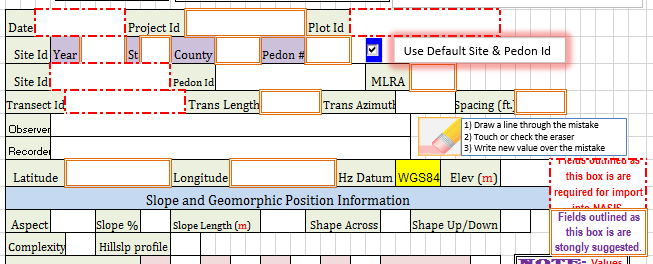 Date Project Id Plot Id
Site Id Year St County Pedon # Use Default Site & Pedon Id
Site Id Pedon Id MLRA
Transect Id Trans Length Trans Azimut Spacing (ft.)
Observer 1) Draw a line through the mistake
2) Touch or check the eraser
Recorder 3) Write new value over the mistake
Latitude Longitude Hz Datum WGS84 Elev (m)
Fields outlined as
this box is are
required for import
into NASIS
Slope and Geomorphic Position Information
Aspect Slope % Slope Length (m) Shape Across Shape Up/Down
Fields outlined as
this box is are
stongly suggested.
Complexity Hillslp profile
NOTE: Values